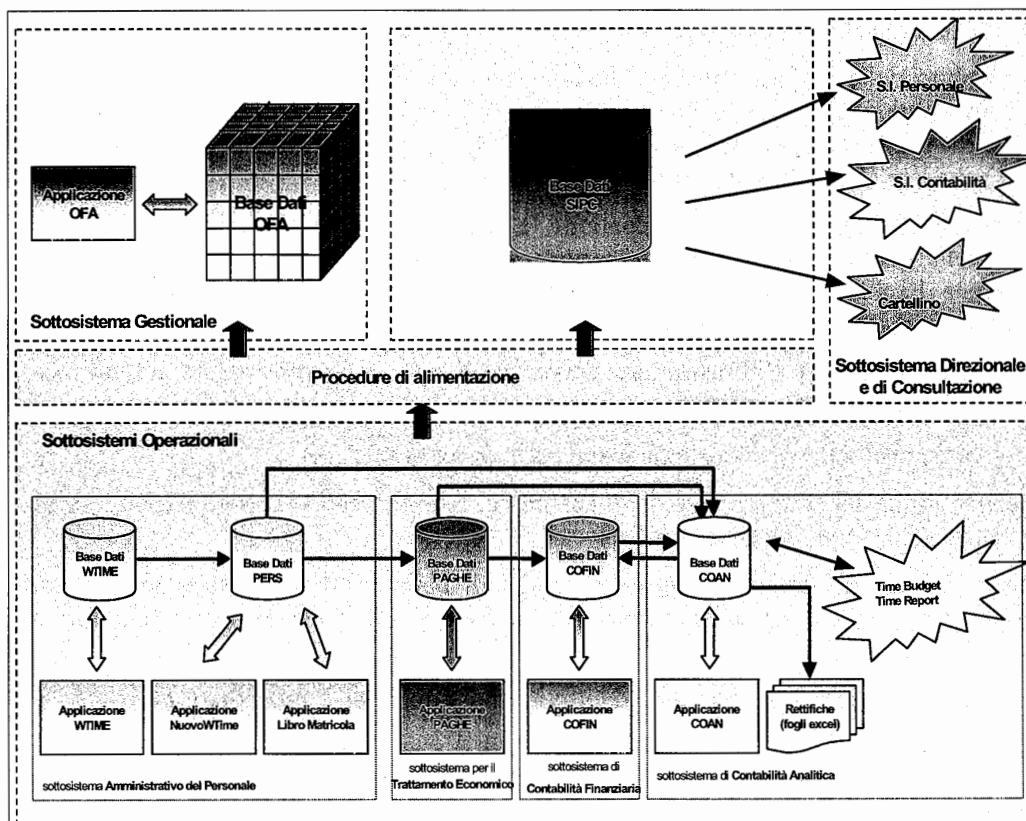 S.I. Personale
S.I. Contabilità
Cartellino
Applicazione
OFA
Base Dati
OFA
Base Dati
SIPC
Sottosistema Gestionale
Sottosistema Direzionale
e di Consultazione
Procedure di alimentazione
Sottosistemi Operazionali
Base Dati
WTIME
Base Dati
PERS
Base Dati
PAGHE
Base Dati
COFIN
Base Dati
COAN
Time Budget
Time Report
Applicazione
WTIME
Applicazione
NuovoWTime
Applicazione
Libro Matricola
Applicazione
PAGHE
Applicazione
COFIN
Applicazione
COAN
Rettifiche
(fogli excel)
sottosistema Amministrativo del Personale
sottosistema per il
Trattamento Economico
sottosistema di
Contabilità Finanziaria
sottosistema di Contabilità Analitica